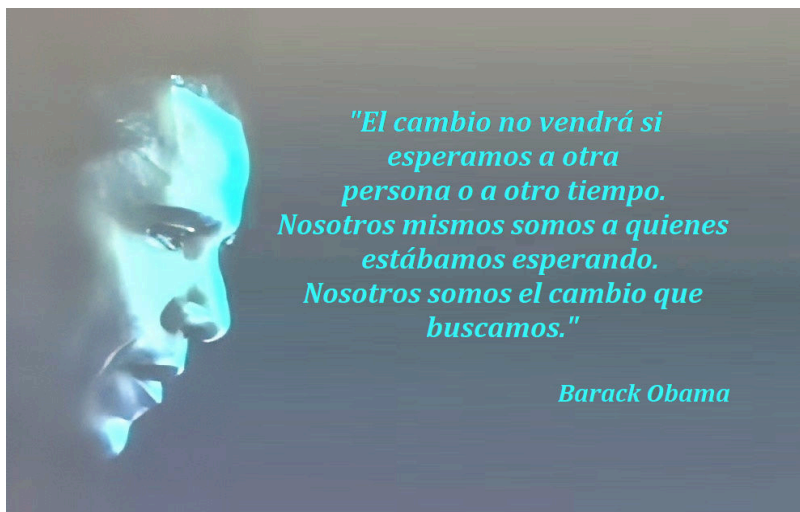 "El cambio no vendrá si
esperamos a otra
persona o a otro tiempo.
Nosotros mismos somos a quienes
estábamos esperando.
Nosotros somos el cambio que
buscamos."
Barack Obama